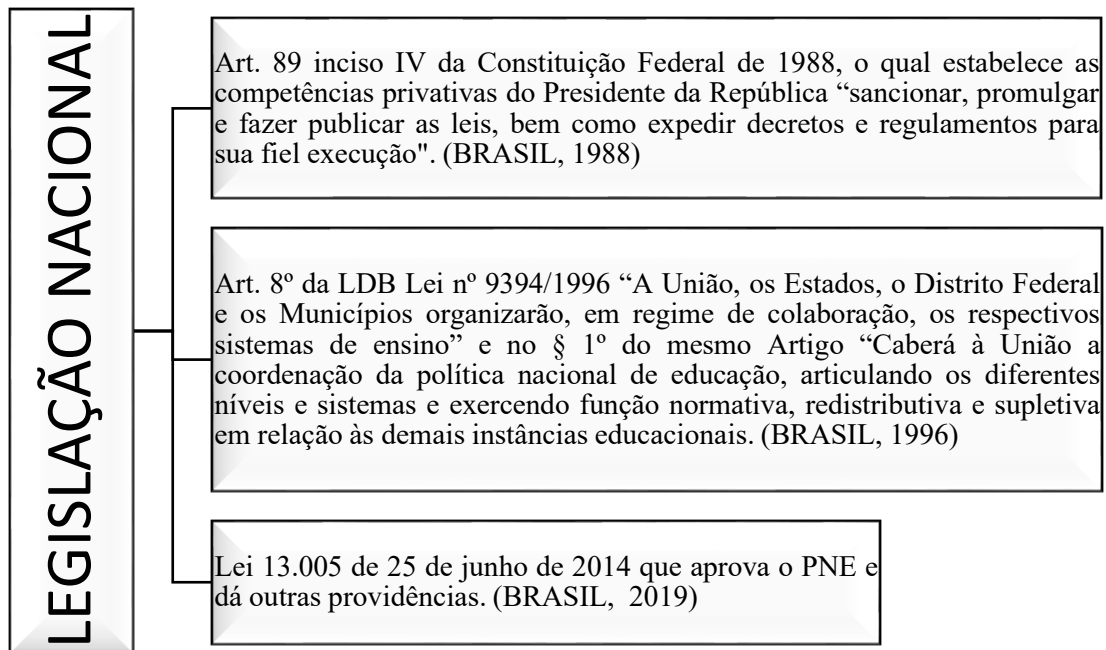 LEGISLAÇÃO NACIONAL
Art. 89 inciso IV da Constituição Federal de 1988, o qual estabelece as
competências privativas do Presidente da República “sancionar, promulgar
e fazer publicar as leis, bem como expedir decretos e regulamentos para
sua fiel execução". (BRASIL, 1988)
Art. 8º da LDB Lei nº 9394/1996 “A União, os Estados, o Distrito Federal
e os Municípios organizarão, em regime de colaboração, os respectivos
sistemas de ensino” e no § 1º do mesmo Artigo “Caberá à União a
coordenação da política nacional de educação, articulando os diferentes
níveis e sistemas e exercendo função normativa, redistributiva e supletiva
em relação às demais instâncias educacionais. (BRASIL, 1996)
Lei 13.005 de 25 de junho de 2014 que aprova o PNE e
dá outras providências. (BRASIL, 2019)